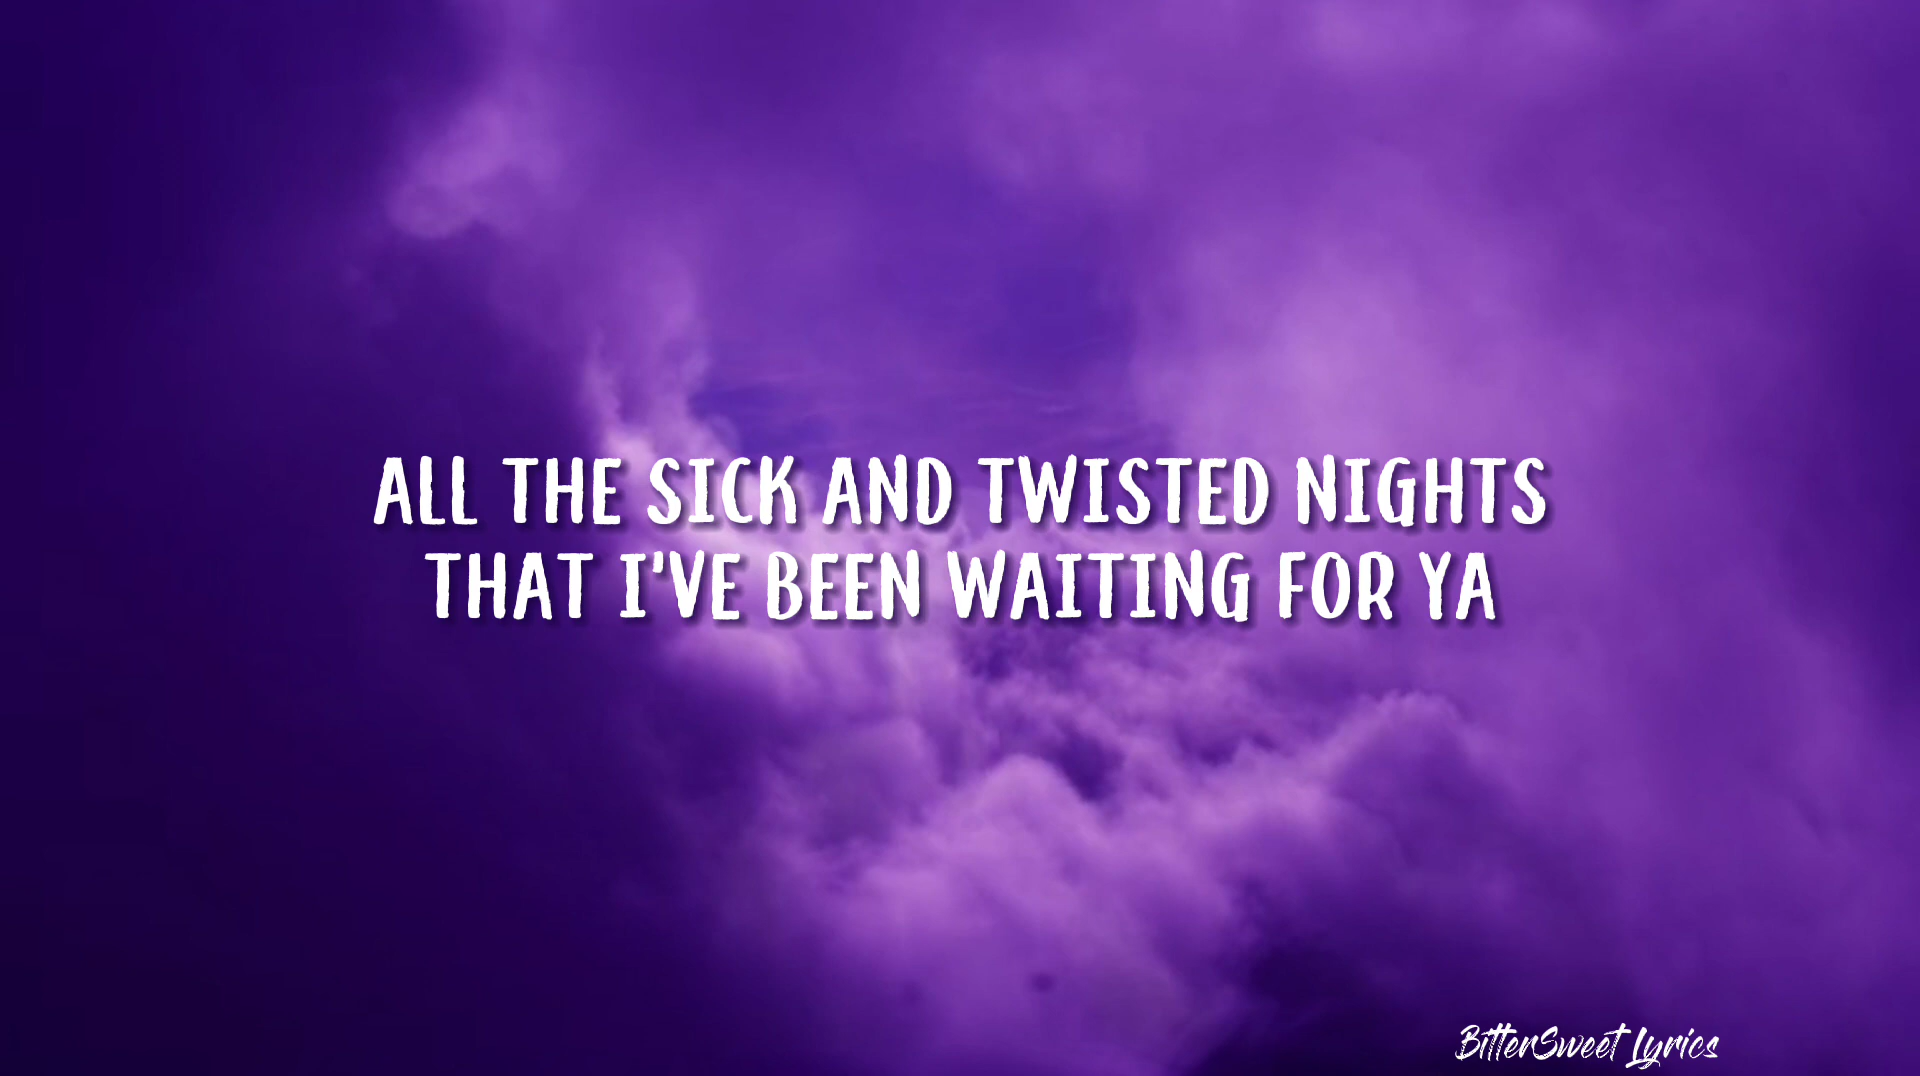 ALL THE SICK AND TWISTED NIGHTS
THAT I'VE BEEN WAITING FOR YA
BitterSweet Lyrics